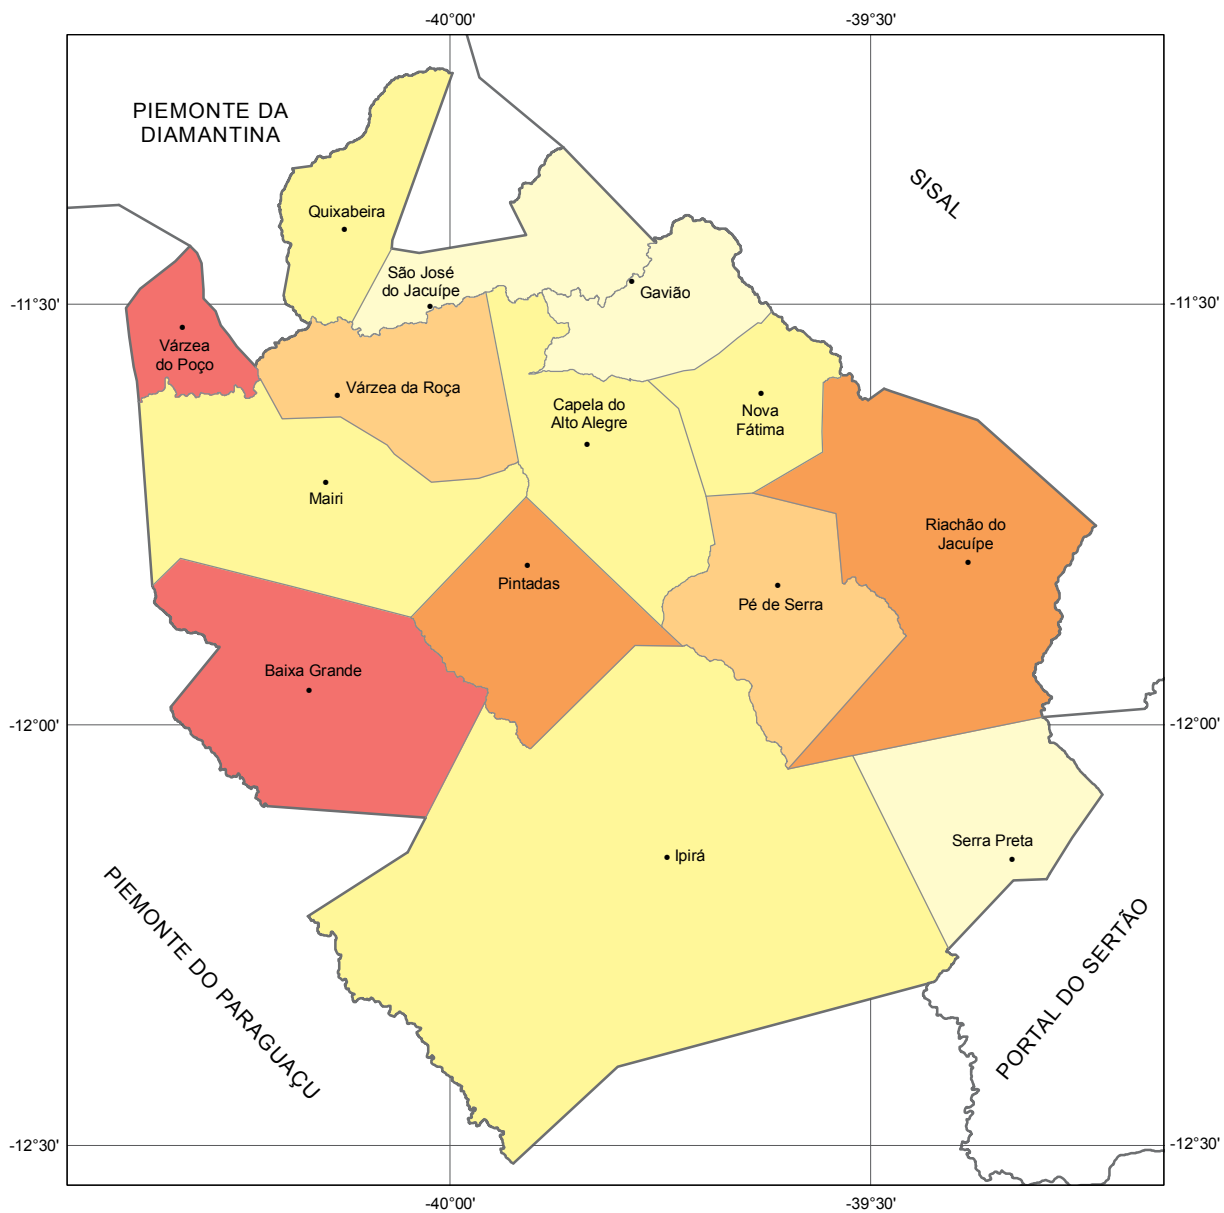 -40°00'
-39°30'
PIEMONTE DA
DIAMANTINA
SISAL
Quixabeira
São José
do Jacuípe
Gavião
-11°30'
-11°30'
Várzea
do Poço
Várzea da Roça
Capela do
Alto Alegre
Nova
Fátima
Mairi
Riachão do
Jacuípe
Pintadas
Pé de Serra
Baixa Grande
-12°00'
-12°00'
Serra Preta
Ipirá
PIEMONTE DO PARAGUAÇU
PORTAL DO SERTÃO
-12°30'
-12°30'
-40°00'
-39°30'